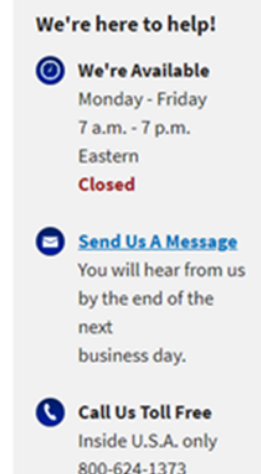 We're here to help!
We're Available
Monday - Friday
7 a.m. - 7 p.m.
Eastern
Closed
Send Us A Message
You will hear from us
by the end of the
next
business day.
Call Us Toll Free
Inside U.S.A. only
800-624-1373